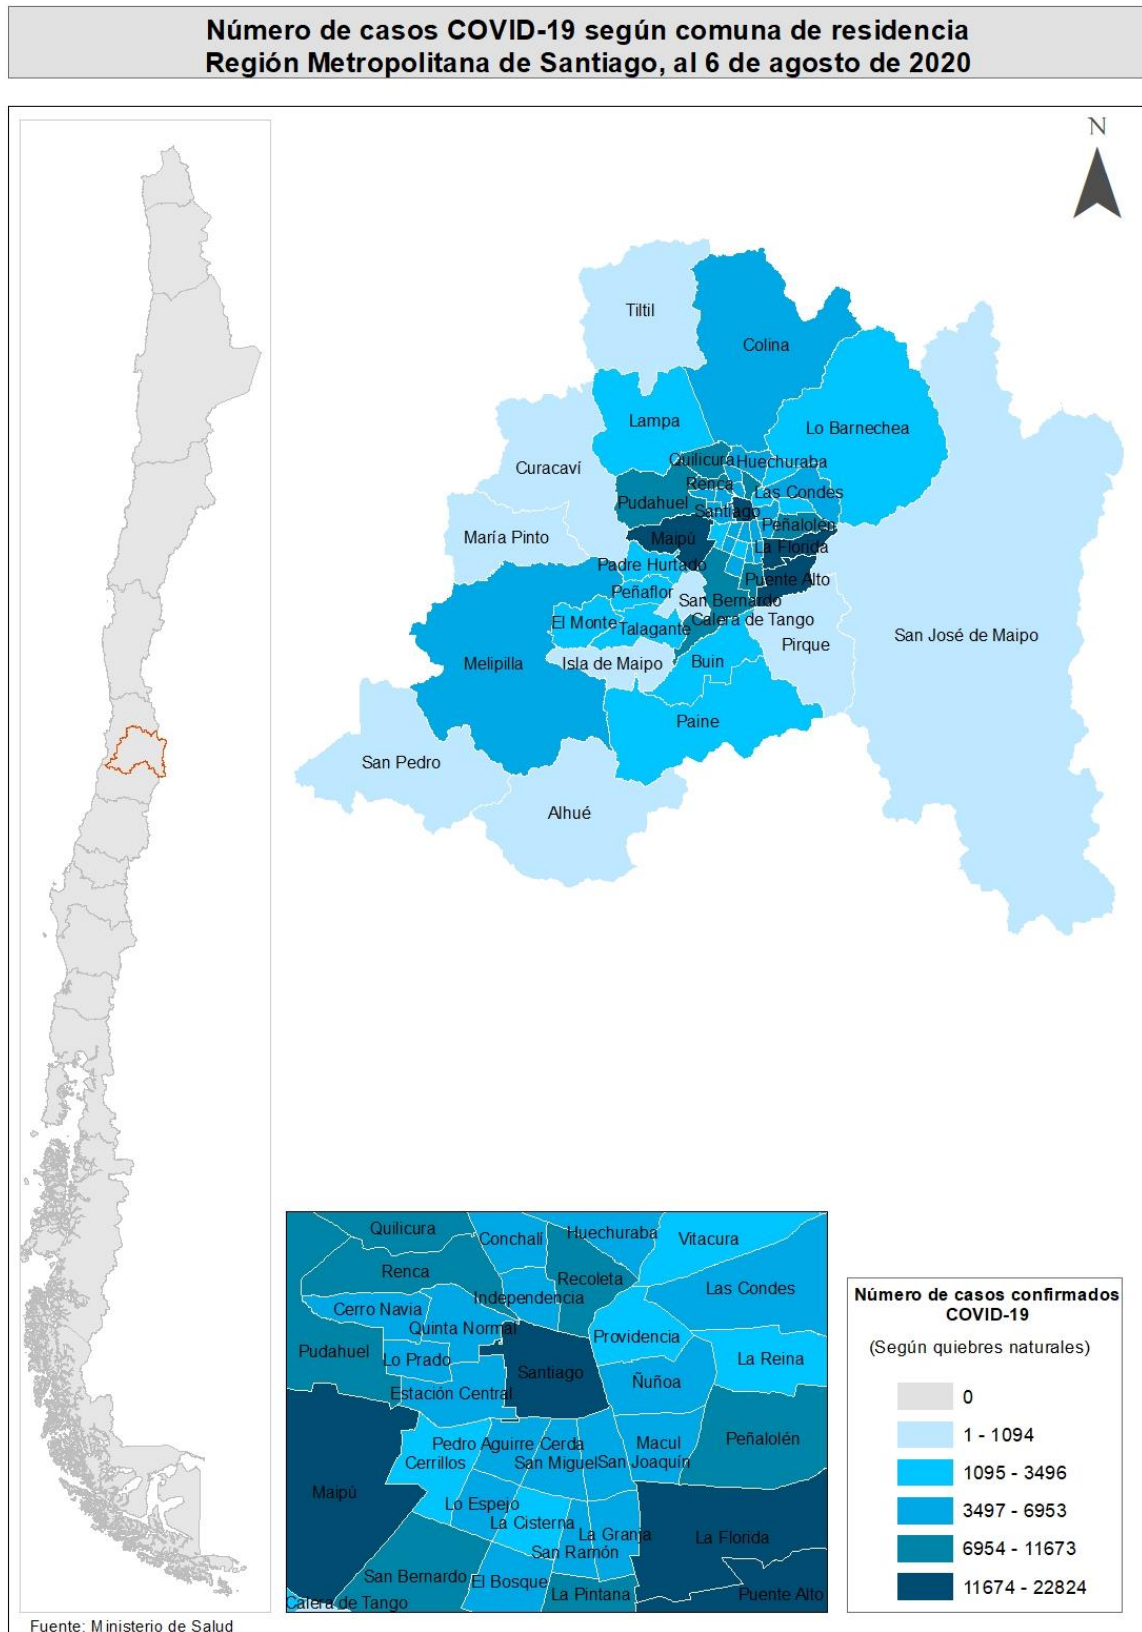 Número de casos COVID-19 según comuna de residencia
Región Metropolitana de Santiago, al 6 de agosto de 2020
N
Tiltil
Colina
Lampa
Lo Barnechea
Curacaví
Quilicura
Huechuraba
Renca
Las Condes
Pudahuel
Santiago
Peñalolén
María Pinto
Maipú
La Florida
Padre Hurtado
Puente Alto
Peñaflor
San Bernardo
El Monte
Talagante
Calera de Tango
San José de Maipo
Pirque
Melipilla
Isla de Maipo
Buin
Paine
San Pedro
Alhué
Quilicura
Conchalí
Huechuraba
Vitacura
Renca
Recoleta
Las Condes
Independencia
Cerro Navia
Quinta Normal
Providencia
Pudahuel
Lo Prado
La Reina
Santiago
Ñuñoa
Estación Central
Peñalolén
Pedro Aguirre Cerda
Macul
Cerrillos
San Miguel
San Joaquín
Maipú
Lo Espejo
La Cisterna
La Granja
La Florida
San Ramón
San Bernardo
El Bosque
La Pintana
Puente Alto
Calera de Tango
Número de casos confirmados
COVID-19
(Según quiebres naturales)
0
1 - 1094
1095 - 3496
3497 - 6953
6954 - 11673
11674 - 22824
Fuente: Ministerio de Salud